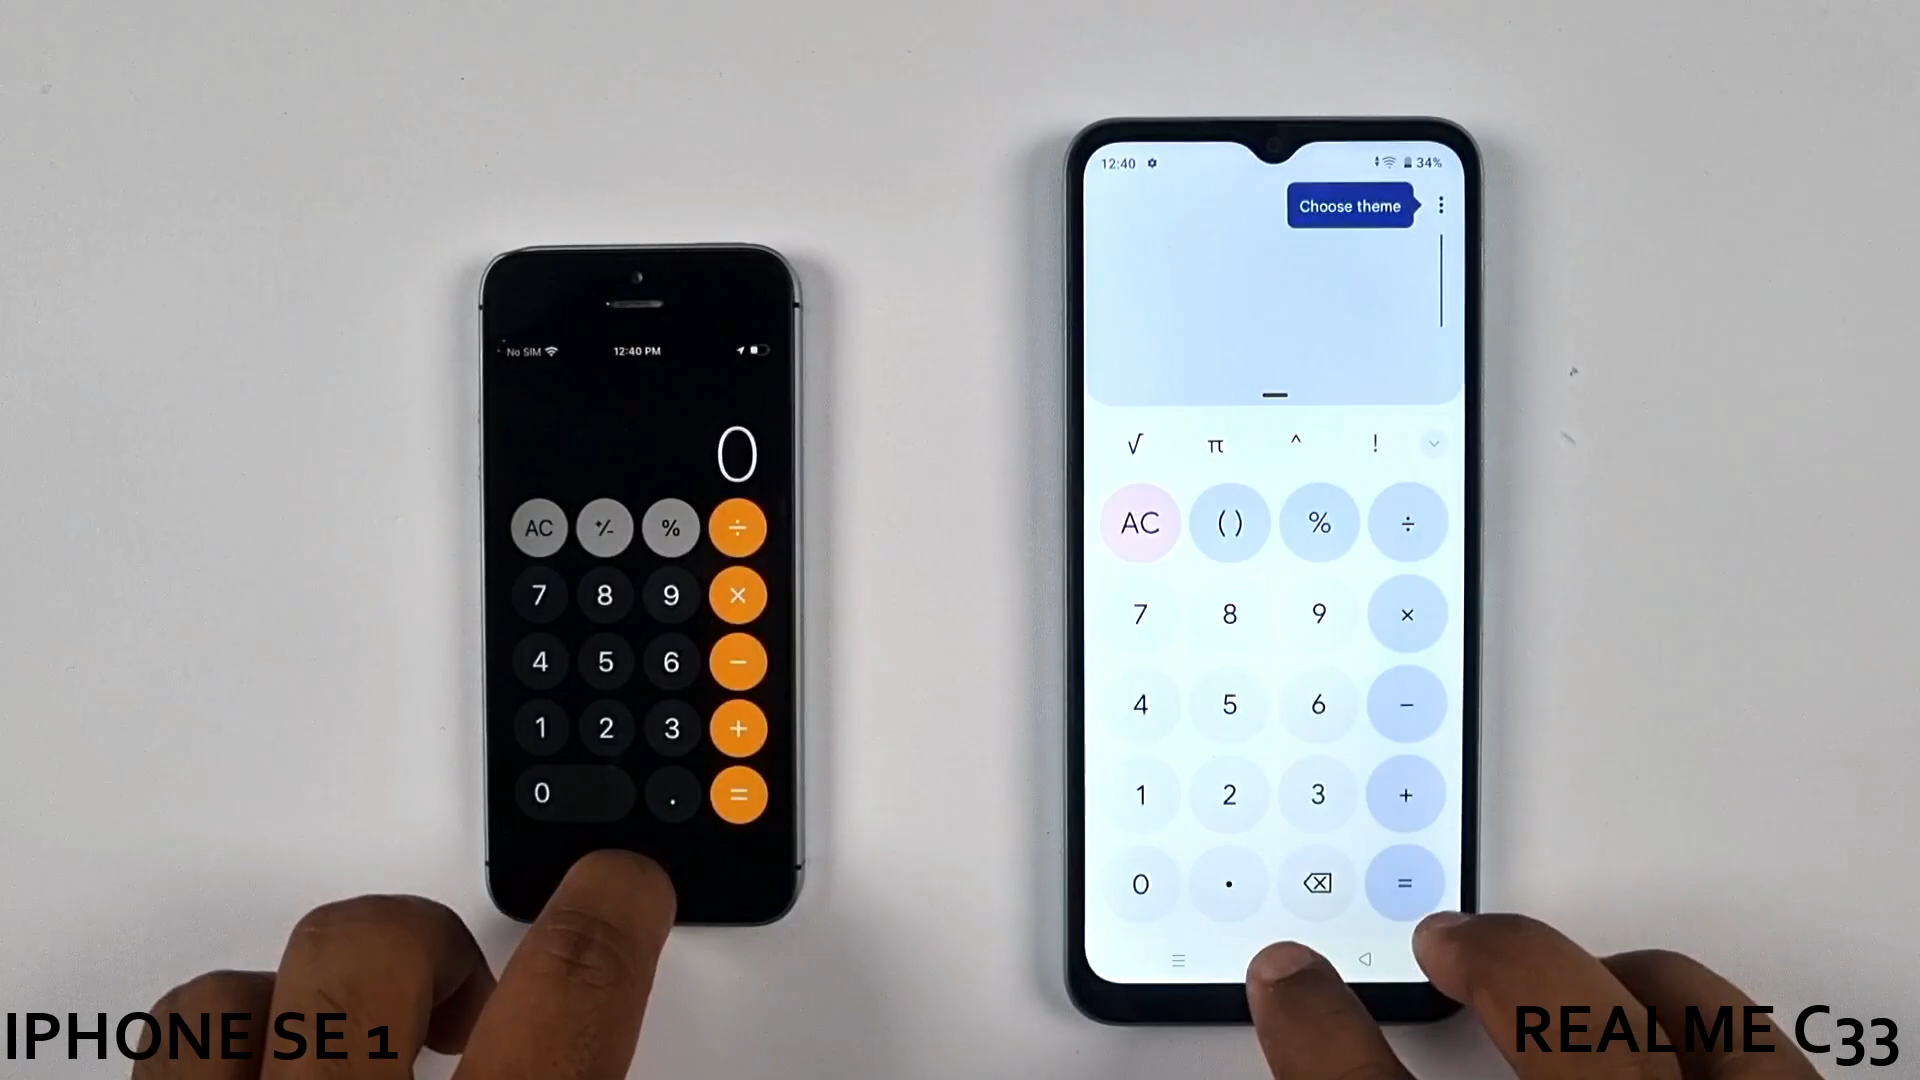 No SIM 12:40 PM
0
AC +/- % ÷
7 8 9 ×
4 5 6 −
1 2 3 +
0 . =
12:40 34%
Choose theme
√ π ^ !
AC ( ) % ÷
7 8 9 ×
4 5 6 −
1 2 3 +
0 . =
IPHONE SE 1
REALME C33